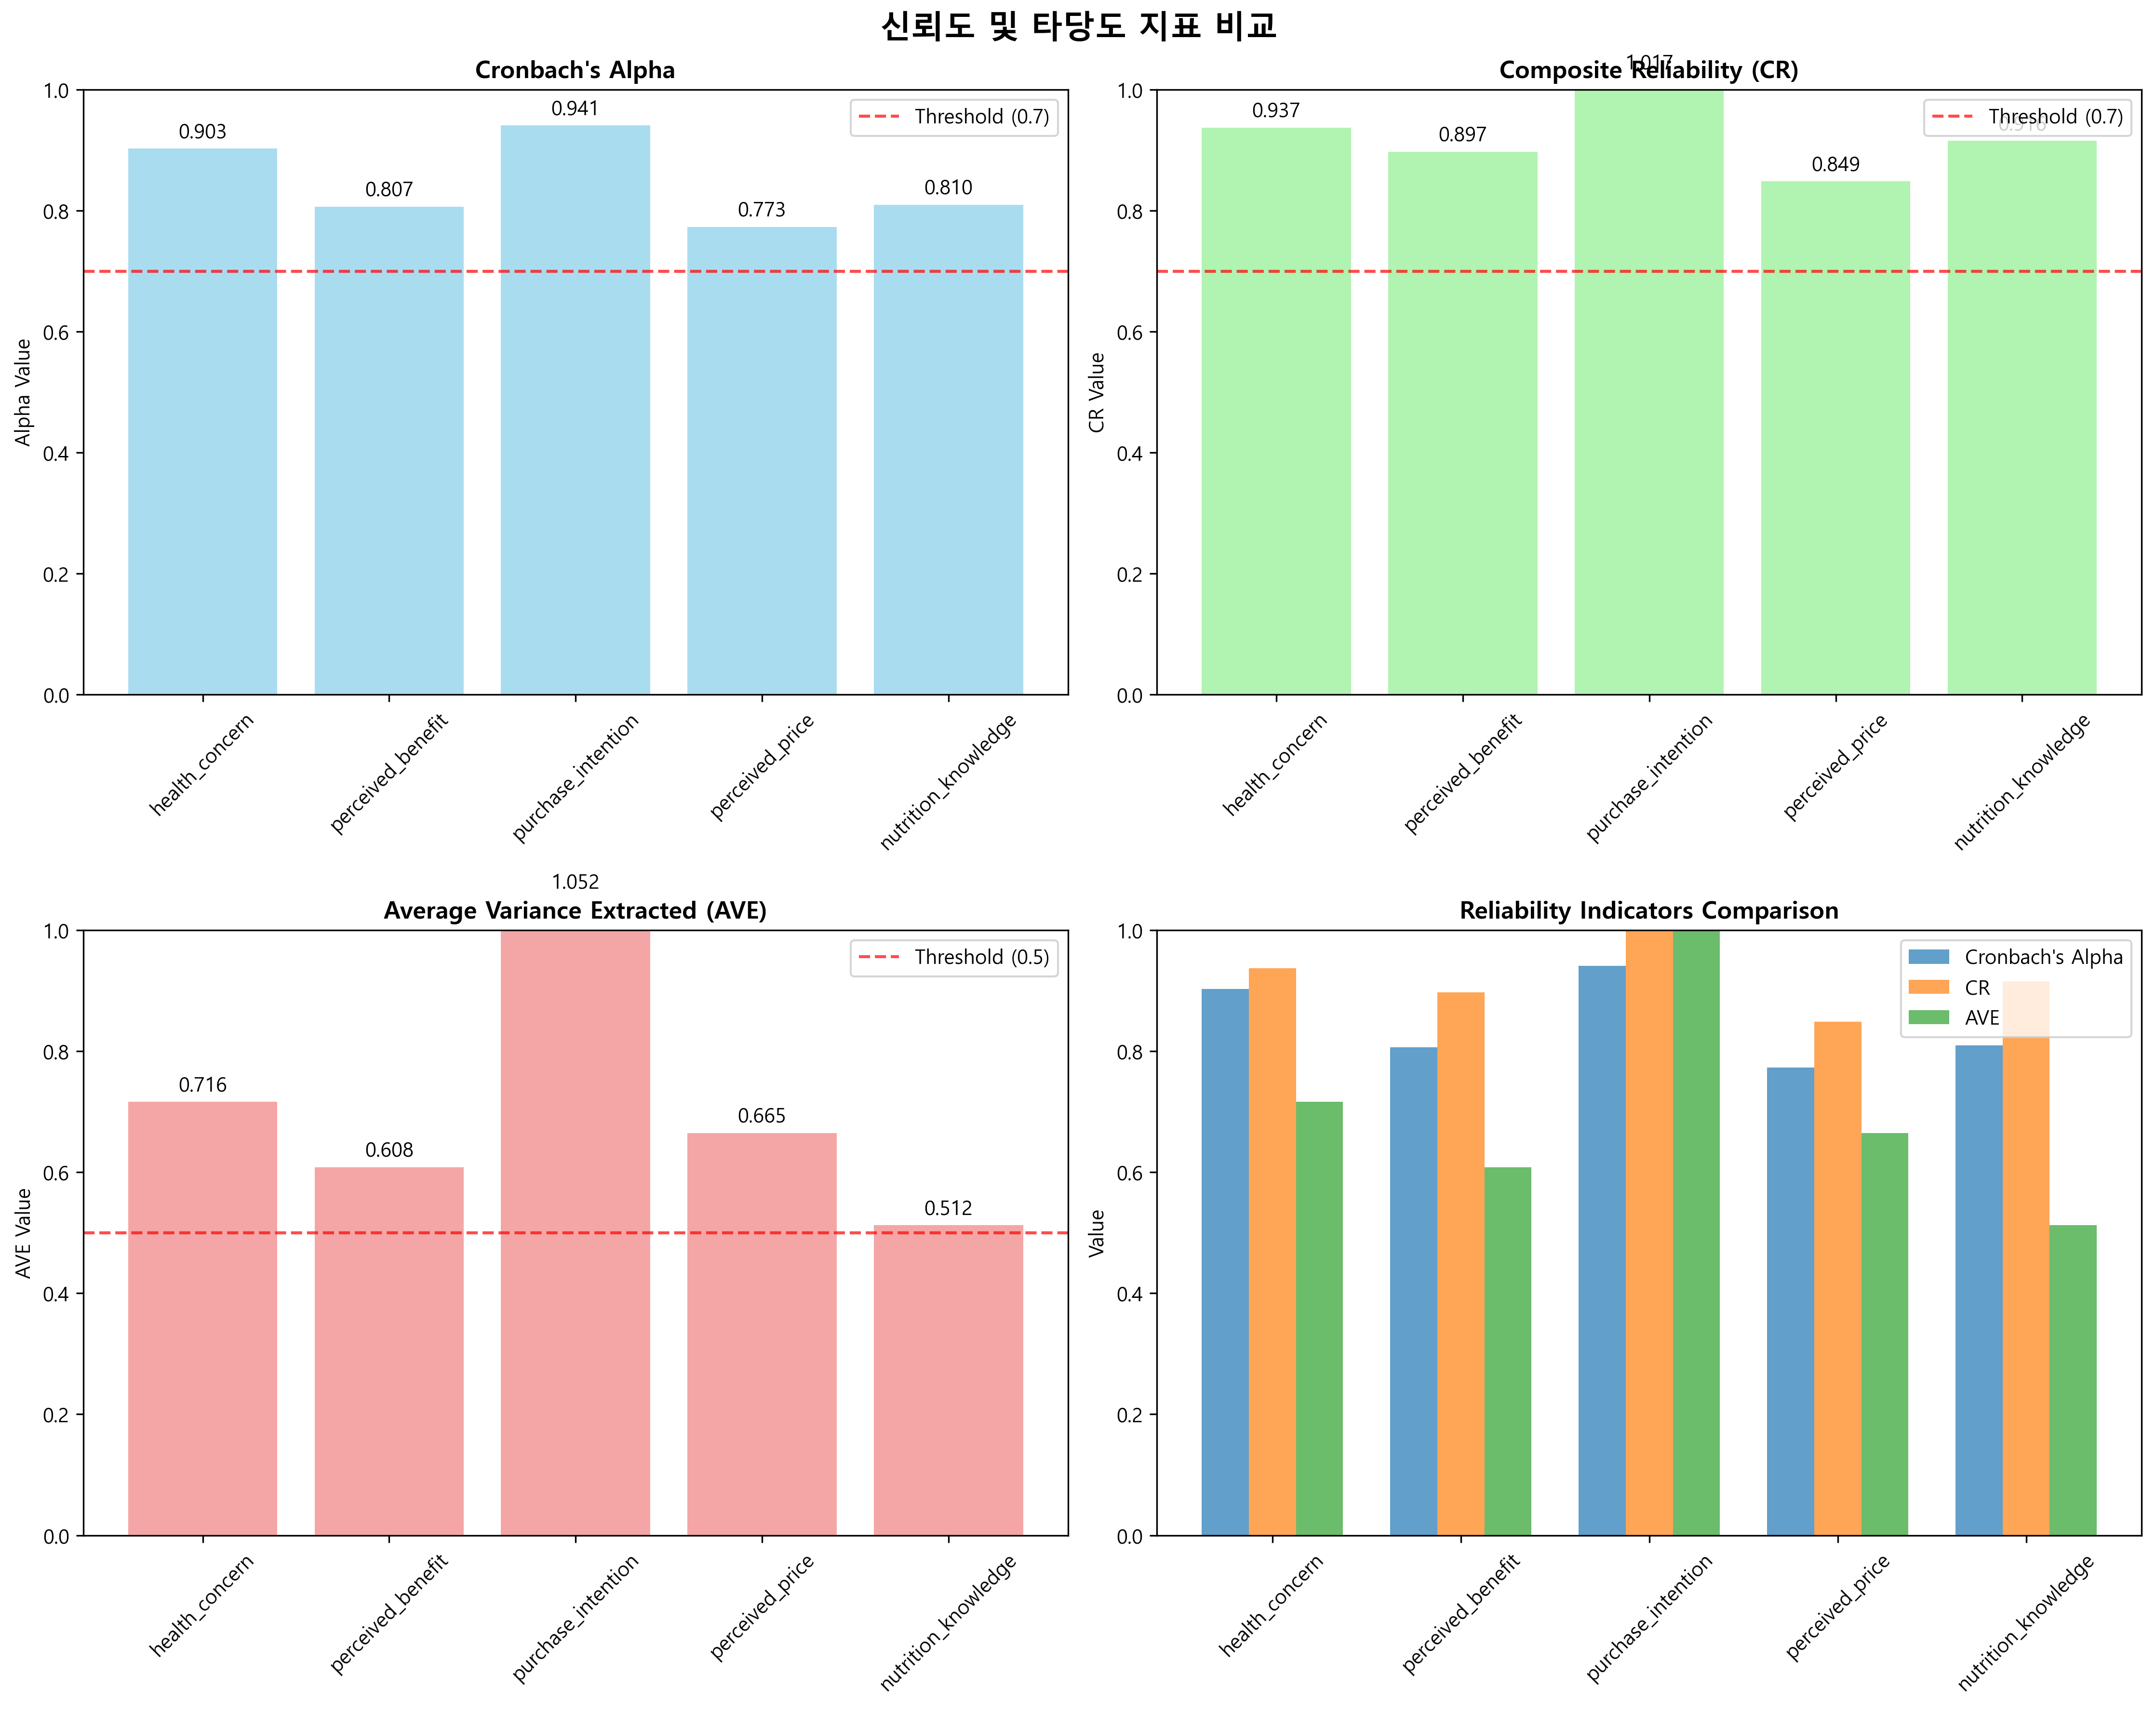 신뢰도 및 타당도 지표 비교
Cronbach's Alpha
Alpha Value
1.0
0.8
0.6
0.4
0.2
0.0
0.903
0.807
0.941
0.773
0.810
Threshold (0.7)
health_concern
perceived_benefit
purchase_intention
perceived_price
nutrition_knowledge
Composite Reliability (CR)
CR Value
1.0
0.8
0.6
0.4
0.2
0.0
0.937
0.897
1.017
0.849
0.916
Threshold (0.7)
health_concern
perceived_benefit
purchase_intention
perceived_price
nutrition_knowledge
Average Variance Extracted (AVE)
AVE Value
1.0
0.8
0.6
0.4
0.2
0.0
0.716
0.608
1.052
0.665
0.512
Threshold (0.5)
health_concern
perceived_benefit
purchase_intention
perceived_price
nutrition_knowledge
Reliability Indicators Comparison
Value
1.0
0.8
0.6
0.4
0.2
0.0
Cronbach's Alpha
CR
AVE
health_concern
perceived_benefit
purchase_intention
perceived_price
nutrition_knowledge